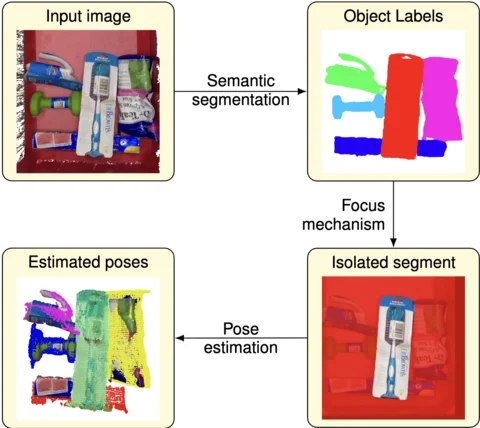 Input image
Object Labels
Semantic
segmentation
Focus
mechanism
Estimated poses
Isolated segment
Pose
estimation